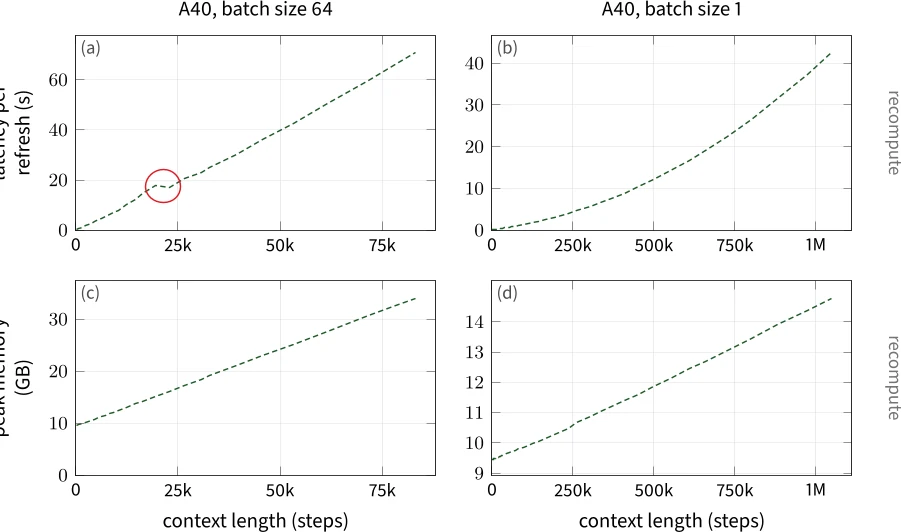 A40, batch size 64
A40, batch size 1
(a)
(b)
latency per
refresh (s)
60
40
20
0
40
30
20
10
0
recompute
0 25k 50k 75k
0 250k 500k 750k 1M
(c)
(d)
peak memory
(GB)
30
20
10
0
14
13
12
11
10
9
recompute
0 25k 50k 75k
0 250k 500k 750k 1M
context length (steps)
context length (steps)